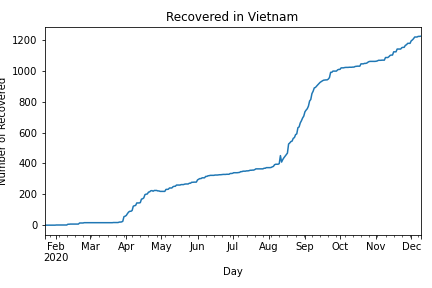 Recovered in Vietnam
1200
1000
800
600
400
200
0
Number of Recovered
Feb Mar Apr May Jun Jul Aug Sep Oct Nov Dec
2020
Day